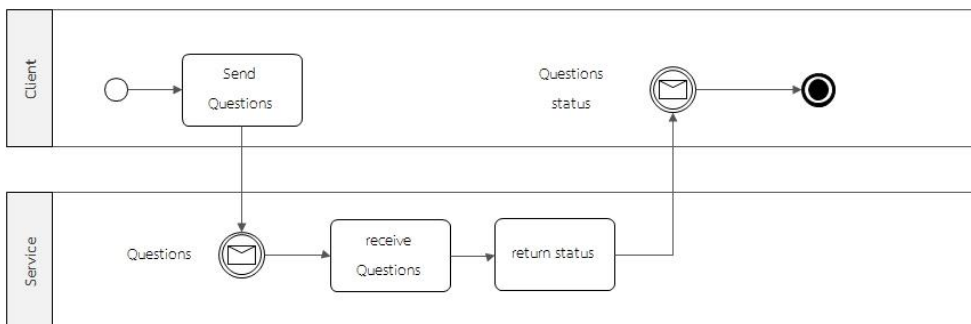 Client
Send
Questions
Questions
status
Service
Questions
receive
Questions
return status